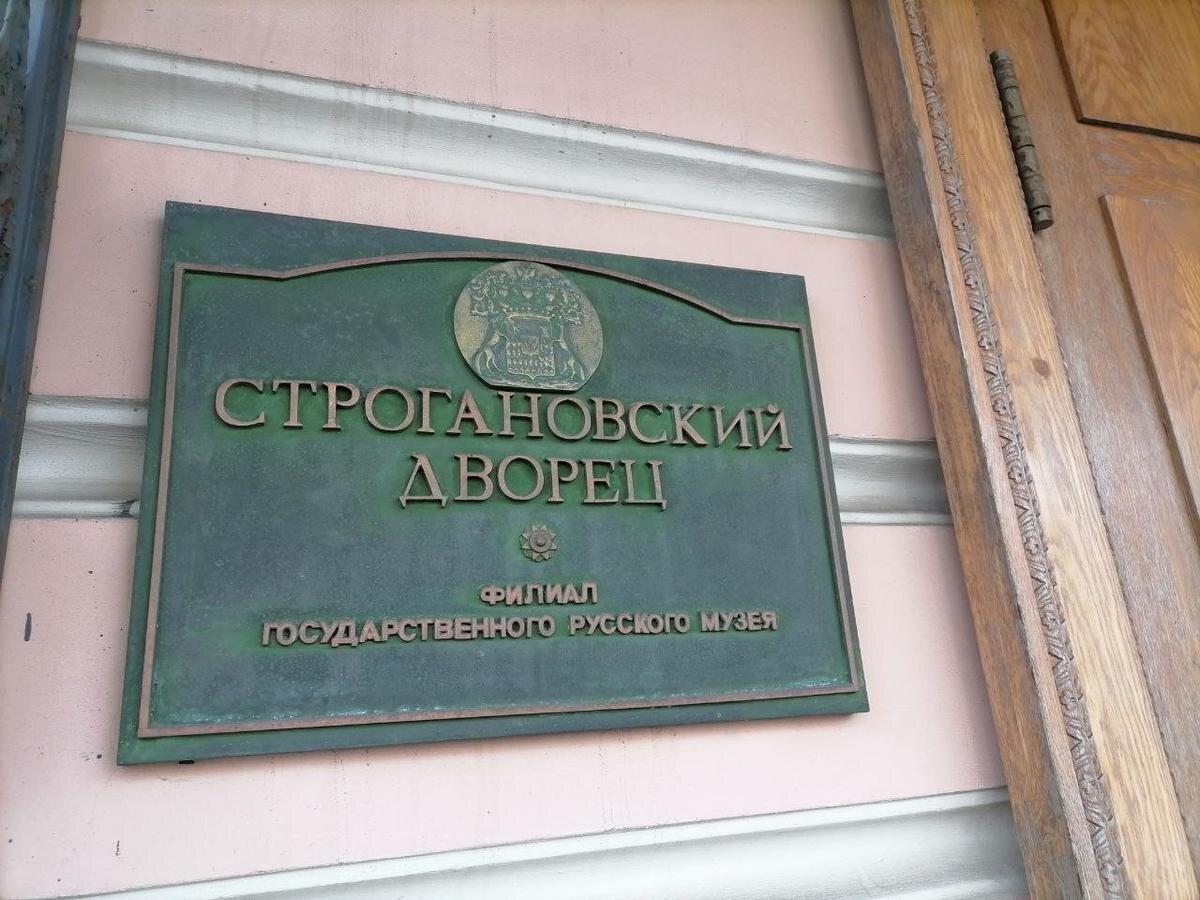 СТРОГАНОВСКИЙ
ДВОРЕЦ
ФИЛИАЛ
ГОСУДАРСТВЕННОГО РУССКОГО МУЗЕЯ